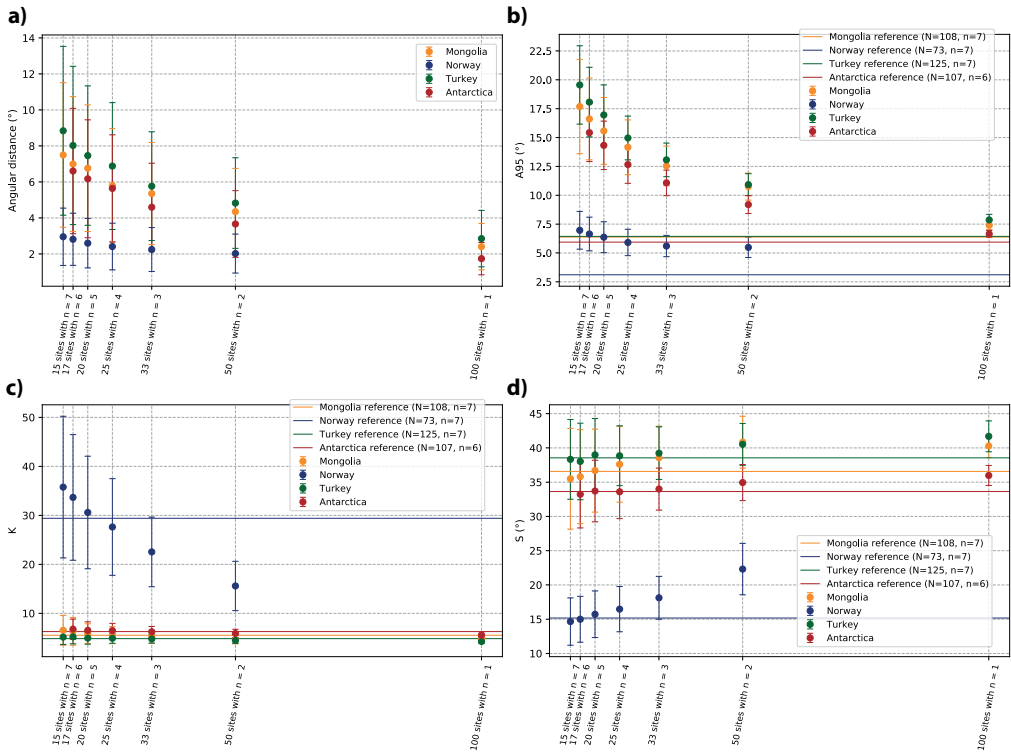 a)
14
12
10
8
6
4
2
Angular distance (°)
Mongolia
Norway
Turkey
Antarctica
15 sites with n = 7
17 sites with n = 6
20 sites with n = 5
25 sites with n = 4
33 sites with n = 3
50 sites with n = 2
100 sites with n = 1
b)
22.5
20.0
17.5
15.0
12.5
10.0
7.5
5.0
2.5
A95 (°)
Mongolia reference (N=108, n=7)
Norway reference (N=73, n=7)
Turkey reference (N=125, n=7)
Antarctica reference (N=107, n=6)
Mongolia
Norway
Turkey
Antarctica
15 sites with n = 7
17 sites with n = 6
20 sites with n = 5
25 sites with n = 4
33 sites with n = 3
50 sites with n = 2
100 sites with n = 1
c)
50
40
30
20
10
K
Mongolia reference (N=108, n=7)
Norway reference (N=73, n=7)
Turkey reference (N=125, n=7)
Antarctica reference (N=107, n=6)
Mongolia
Norway
Turkey
Antarctica
15 sites with n = 7
17 sites with n = 6
20 sites with n = 5
25 sites with n = 4
33 sites with n = 3
50 sites with n = 2
100 sites with n = 1
d)
45
40
35
30
25
20
15
10
S (°)
Mongolia reference (N=108, n=7)
Norway reference (N=73, n=7)
Turkey reference (N=125, n=7)
Antarctica reference (N=107, n=6)
Mongolia
Norway
Turkey
Antarctica
15 sites with n = 7
17 sites with n = 6
20 sites with n = 5
25 sites with n = 4
33 sites with n = 3
50 sites with n = 2
100 sites with n = 1